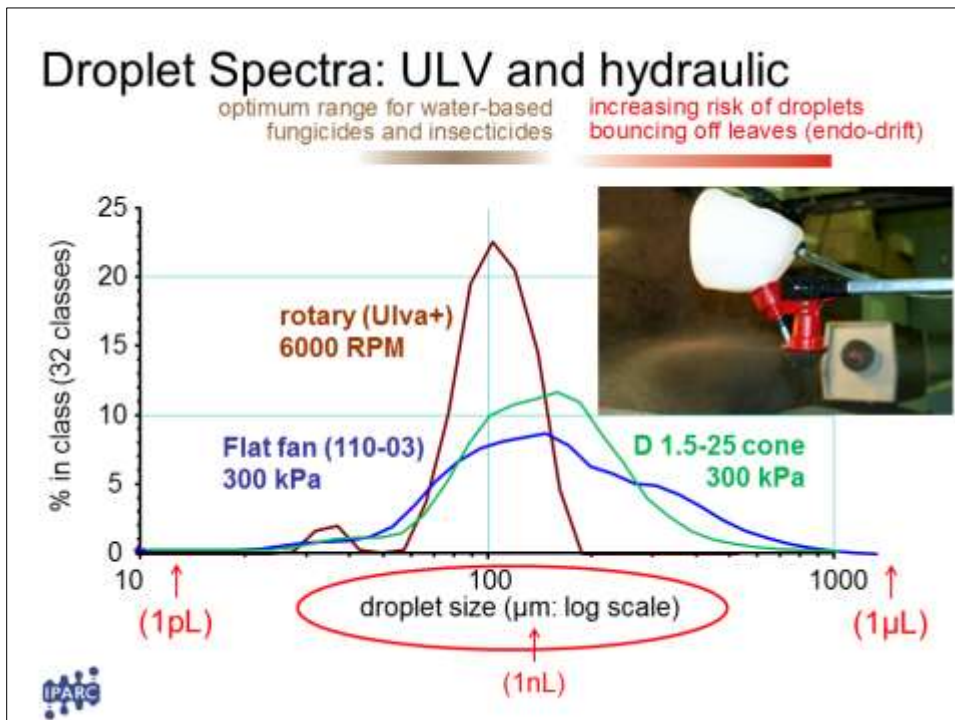 Droplet Spectra: ULV and hydraulic
optimum range for water-based
fungicides and insecticides
increasing risk of droplets
bouncing off leaves (endo-drift)
% in class (32 classes)
25
20
15
10
5
0
rotary (Ulva+)
6000 RPM
Flat fan (110-03)
300 kPa
D 1.5-25 cone
300 kPa
10
100
1000
droplet size (µm: log scale)
(1pL)
(1nL)
(1µL)
IPARC